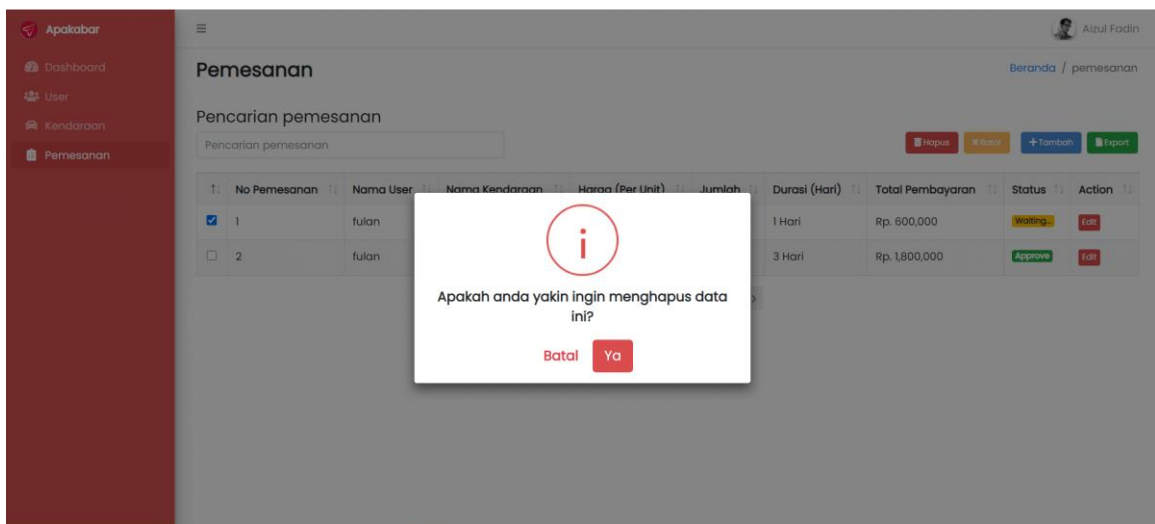 Apakabar
Aizul Fadin
Dashboard
User
Kendaraan
Pemesanan
Pemesanan
Beranda / pemesanan
Pencarian pemesanan
Pencarian pemesanan
Hapus
Batal
+Tambah
Export
No Pemesanan Nama User Nama Kendaraan Harga (Per Unit) Jumlah Durasi (Hari) Total Pembayaran Status Action
1 fulan 1 Hari Rp. 600,000 Waiting... Edit
2 fulan 3 Hari Rp. 1,800,000 Approve Edit
i
Apakah anda yakin ingin menghapus data
ini?
Batal Ya